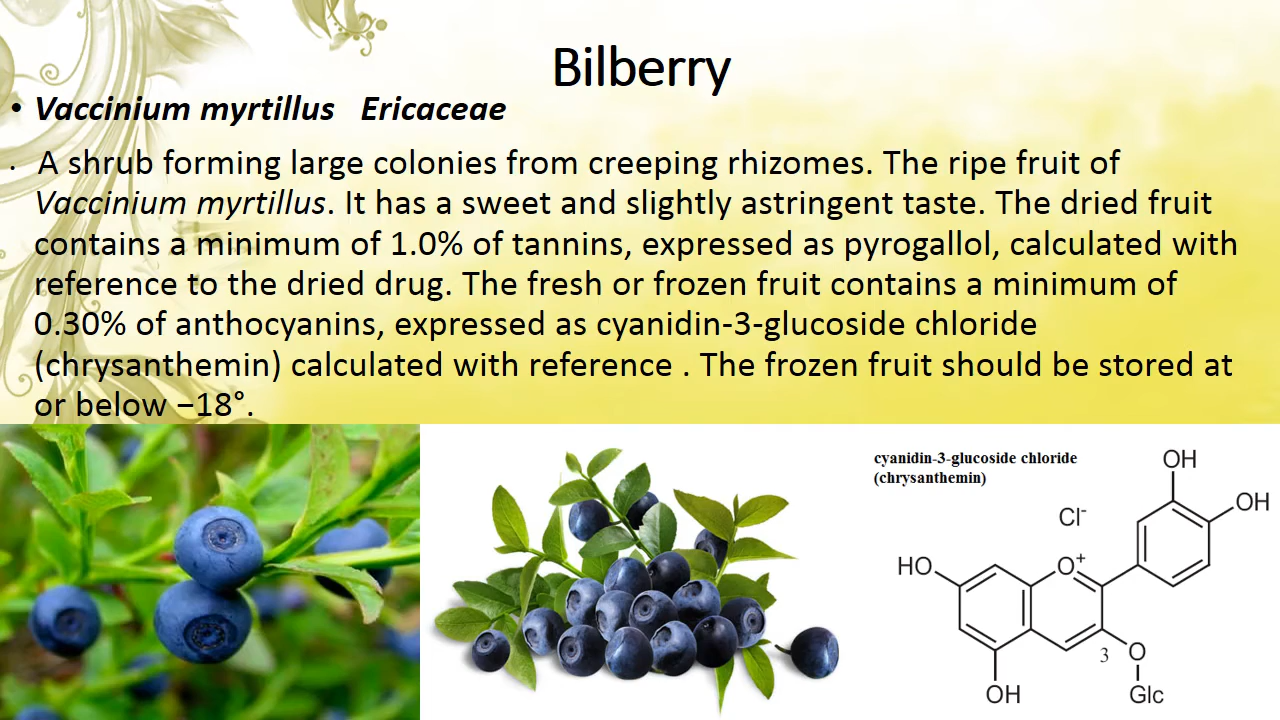 Bilberry
• Vaccinium myrtillus Ericaceae
. A shrub forming large colonies from creeping rhizomes. The ripe fruit of
Vaccinium myrtillus. It has a sweet and slightly astringent taste. The dried fruit
contains a minimum of 1.0% of tannins, expressed as pyrogallol, calculated with
reference to the dried drug. The fresh or frozen fruit contains a minimum of
0.30% of anthocyanins, expressed as cyanidin-3-glucoside chloride
(chrysanthemin) calculated with reference . The frozen fruit should be stored at
or below −18°.
cyanidin-3-glucoside chloride
(chrysanthemin)
OH
OH
Cl-
HO
O+
3
O
OH
Glc